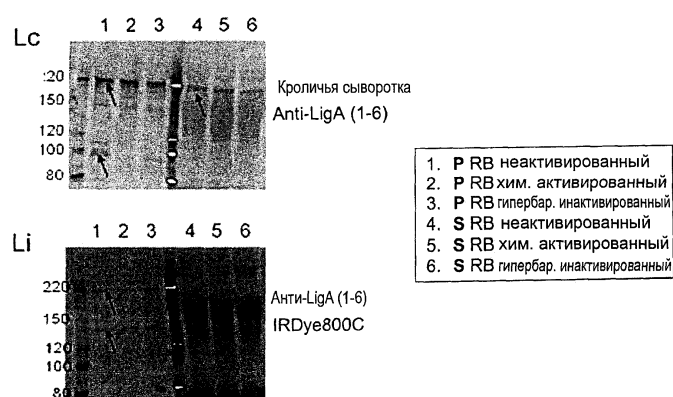 Lc
1 2 3 4 5 6
:20
150
120
100
80
Кроличья сыворотка
Anti-LigA (1-6)
1. P RB неактивированный
2. P RB хим. активированный
3. P RB гипербар. инактивированный
4. S RB неактивированный
5. S RB хим. активированный
6. S RB гипербар. инактивированный
Li
1 2 3 4 5 6
220
150
120
100
80
Анти-LigA (1-6)
IRDye800C